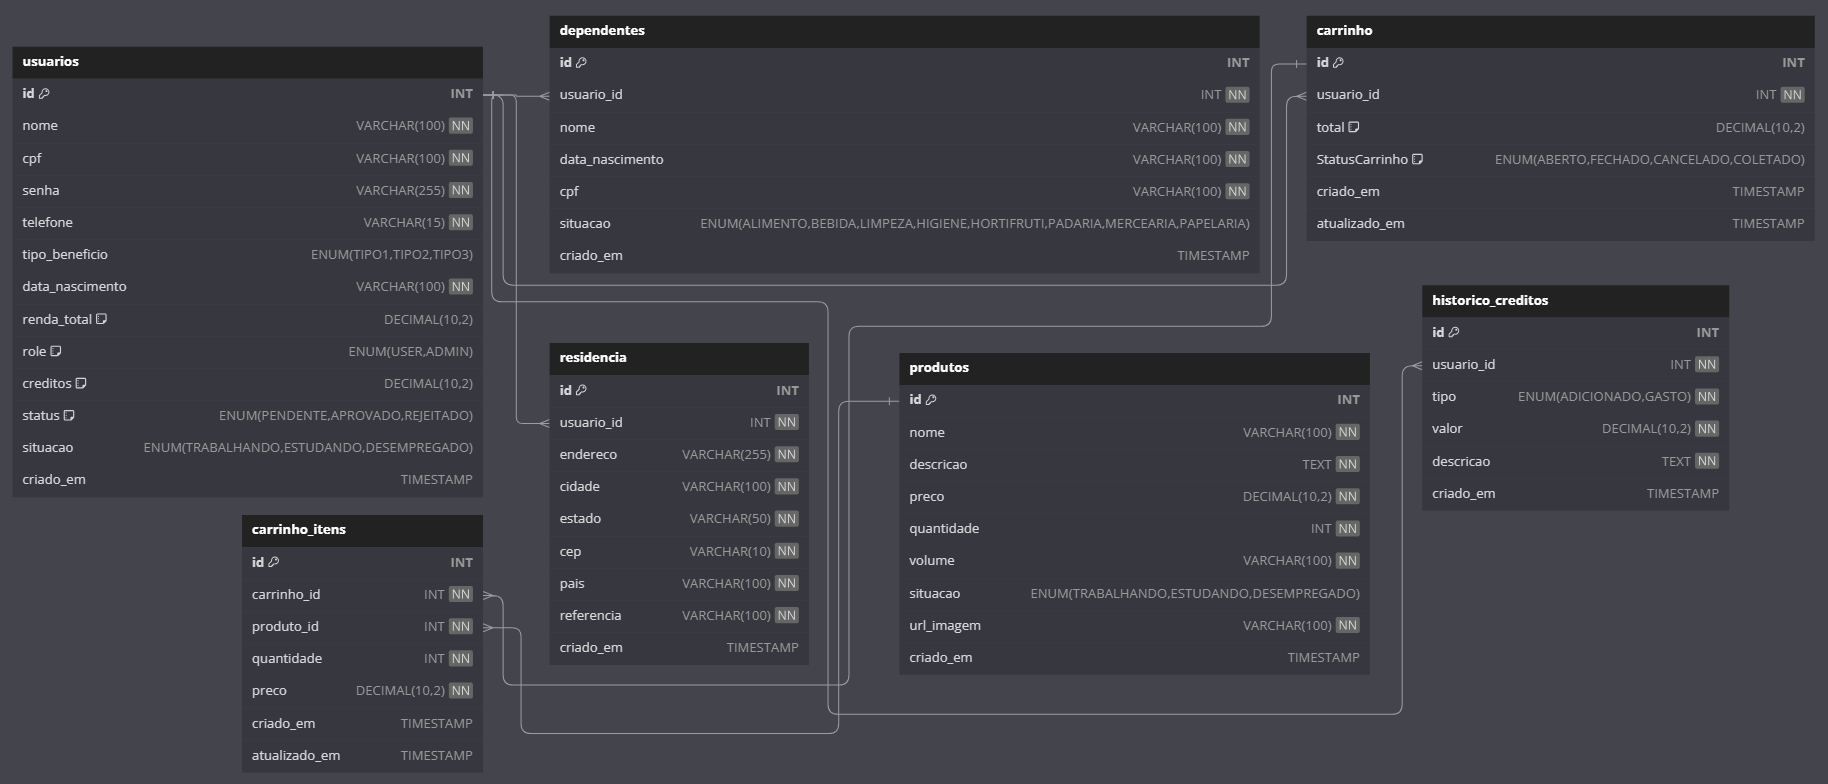 usuarios
id INT
nome VARCHAR(100) NN
cpf VARCHAR(100) NN
senha VARCHAR(255) NN
telefone VARCHAR(15) NN
tipo_beneficio ENUM(TIPO1,TIPO2,TIPO3)
data_nascimento VARCHAR(100) NN
renda_total DECIMAL(10,2)
role ENUM(USER,ADMIN)
creditos DECIMAL(10,2)
status ENUM(PENDENTE,APROVADO,REJEITADO)
situacao ENUM(TRABALHANDO,ESTUDANDO,DESEMPREGADO)
criado_em TIMESTAMP
dependentes
id INT
usuario_id INT NN
nome VARCHAR(100) NN
data_nascimento VARCHAR(100) NN
cpf VARCHAR(100) NN
situacao ENUM(ALIMENTO,BEBIDA,LIMPEZA,HIGIENE,HORTIFRUTI,PADARIA,MERCEARIA,PAPELARIA)
criado_em TIMESTAMP
carrinho
id INT
usuario_id INT NN
total DECIMAL(10,2)
StatusCarrinho ENUM(ABERTO,FECHADO,CANCELADO,COLETADO)
criado_em TIMESTAMP
atualizado_em TIMESTAMP
historico_creditos
id INT
usuario_id INT NN
tipo ENUM(ADICIONADO,GASTO) NN
valor DECIMAL(10,2) NN
descricao TEXT NN
criado_em TIMESTAMP
residencia
id INT
usuario_id INT NN
endereco VARCHAR(255) NN
cidade VARCHAR(100) NN
estado VARCHAR(50) NN
cep VARCHAR(10) NN
pais VARCHAR(100) NN
referencia VARCHAR(100) NN
criado_em TIMESTAMP
produtos
id INT
nome VARCHAR(100) NN
descricao TEXT NN
preco DECIMAL(10,2) NN
quantidade INT NN
volume VARCHAR(100) NN
situacao ENUM(TRABALHANDO,ESTUDANDO,DESEMPREGADO)
url_imagem VARCHAR(100) NN
criado_em TIMESTAMP
carrinho_itens
id INT
carrinho_id INT NN
produto_id INT NN
quantidade INT NN
preco DECIMAL(10,2) NN
criado_em TIMESTAMP
atualizado_em TIMESTAMP